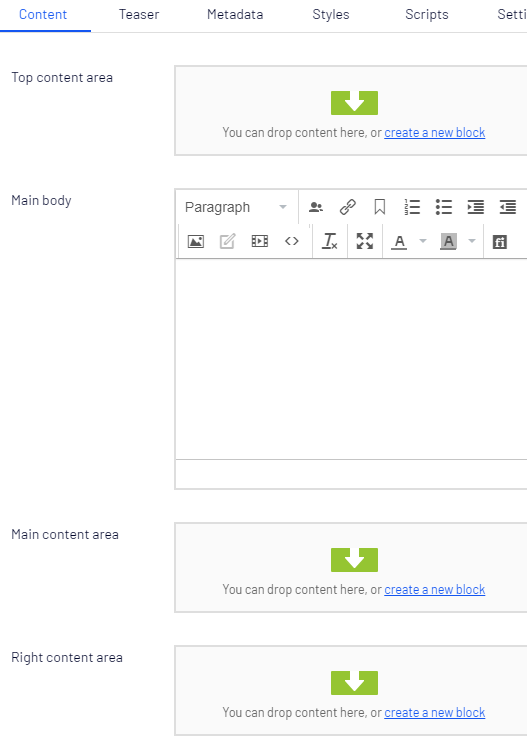 Content Teaser Metadata Styles Scripts Setti
Top content area
You can drop content here, or create a new block
Main body
Paragraph
Main content area
You can drop content here, or create a new block
Right content area
You can drop content here, or create a new block